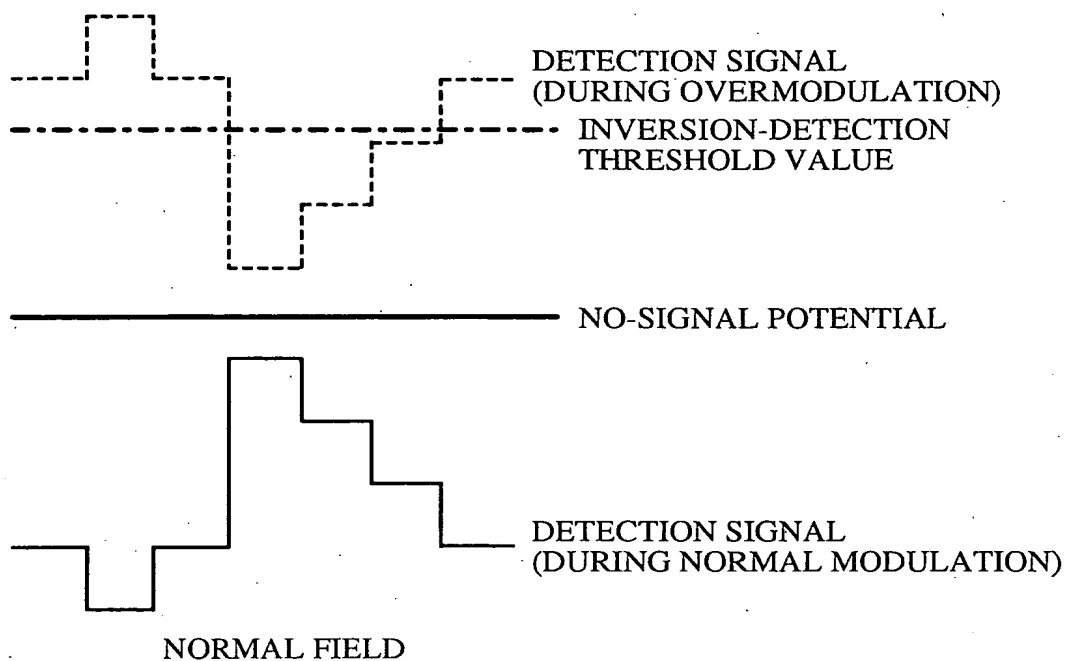 DETECTION SIGNAL
(DURING OVERMODULATION)
INVERSION-DETECTION
THRESHOLD VALUE
NO-SIGNAL POTENTIAL
DETECTION SIGNAL
(DURING NORMAL MODULATION)
NORMAL FIELD